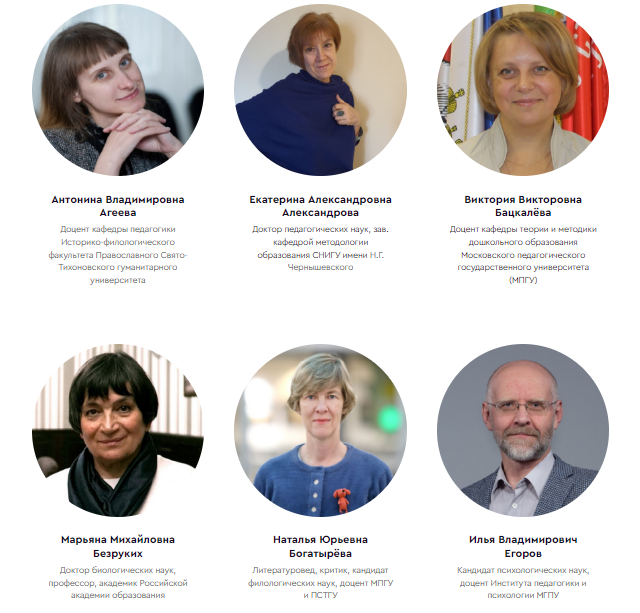 Антонина Владимировна
Агеева
Доцент кафедры педагогики
Историко-филологического
факультета Православного Свято-
Тихоновского гуманитарного
университета
Екатерина Александровна
Александрова
Доктор педагогических наук, зав.
кафедрой методологии
образования СНИГУ имени Н.Г.
Чернышевского
Виктория Викторовна
Бацкалёва
Доцент кафедры теории и методики
дошкольного образования
Московского педагогического
государственного университета
(МПГУ)
Марьяна Михайловна
Безруких
Доктор биологических наук,
профессор, академик Российской
академии образования
Наталья Юрьевна
Богатырёва
Литературовед, критик, кандидат
филологических наук, доцент МПГУ
и ПСТГУ
Илья Владимирович
Егоров
Кандидат психологических наук,
доцент Института педагогики и
психологии МГПУ